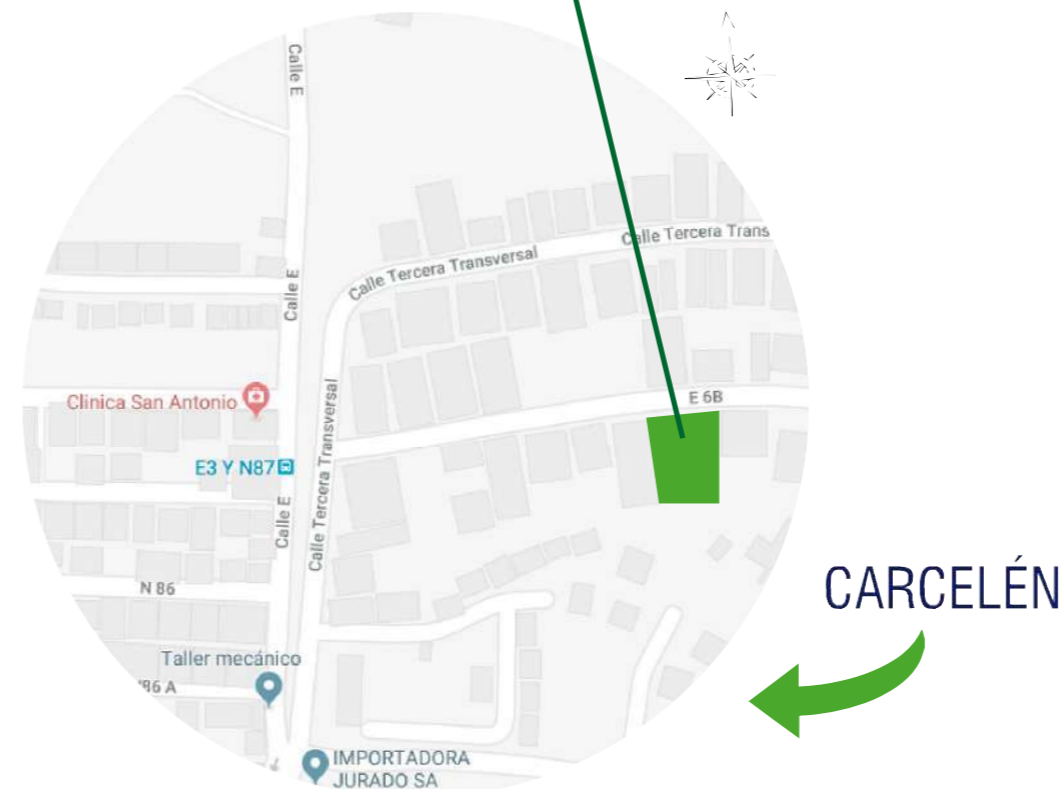 Calle E
Calle Tercera Trans
Calle Tercera Transversal
Calle E
Clinica San Antonio
E 6B
Calle Tercera Transversal
E3 Y N87
Calle E
N 86
CARCELÉN
Taller mecánico
'86 A
IMPORTADORA
JURADO SA